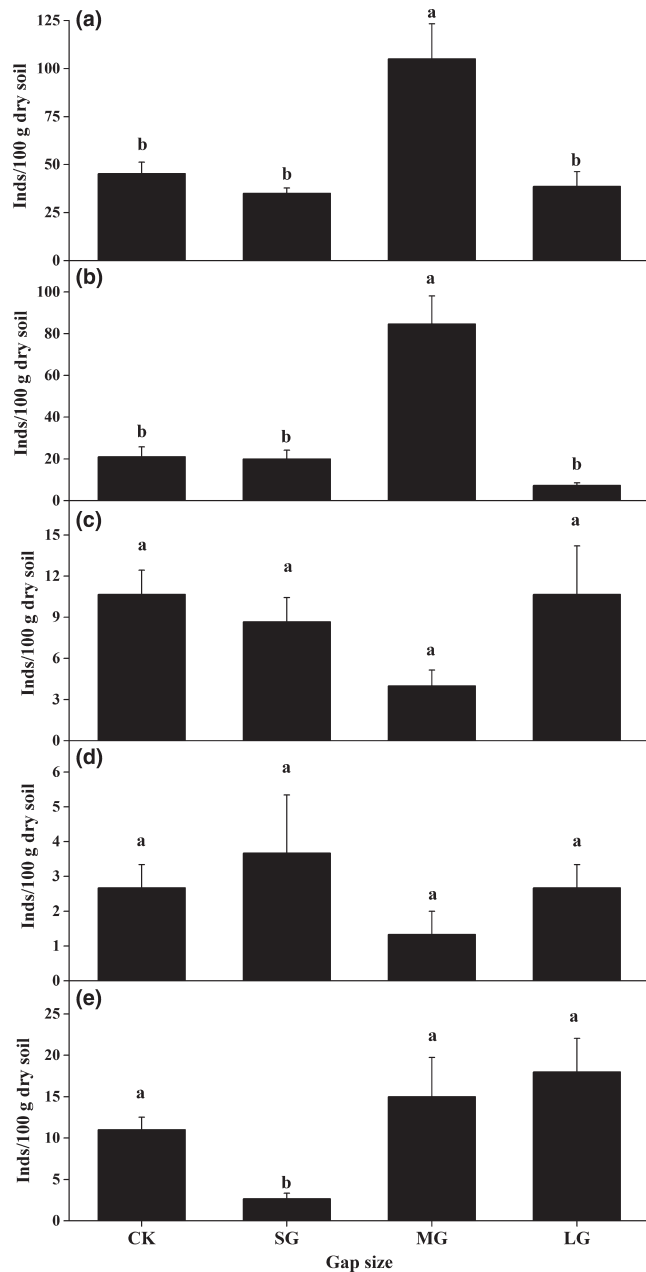 (a)
Inds/100 g dry soil
125
100
75
50
25
0
b
b
a
b
(b)
Inds/100 g dry soil
100
80
60
40
20
0
b
b
a
b
(c)
Inds/100 g dry soil
15
12
9
6
3
0
a
a
a
a
(d)
Inds/100 g dry soil
6
5
4
3
2
1
0
a
a
a
a
(e)
Inds/100 g dry soil
25
20
15
10
5
0
a
b
a
a
CK SG MG LG
Gap size